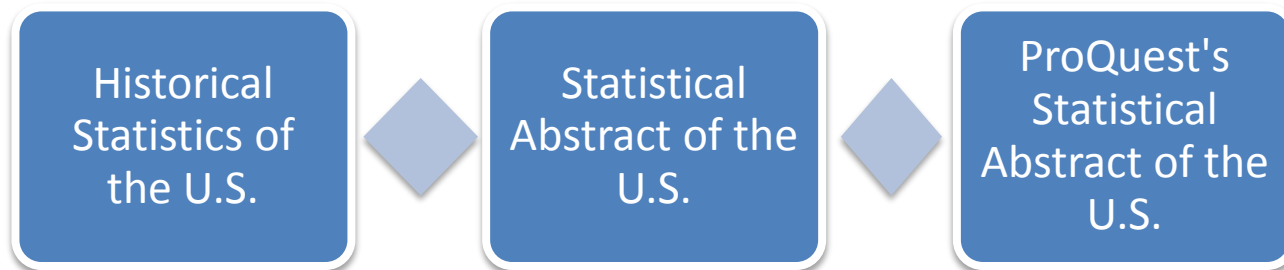 Historical
Statistics of
the U.S.
Statistical
Abstract of the
U.S.
ProQuest's
Statistical
Abstract of the
U.S.